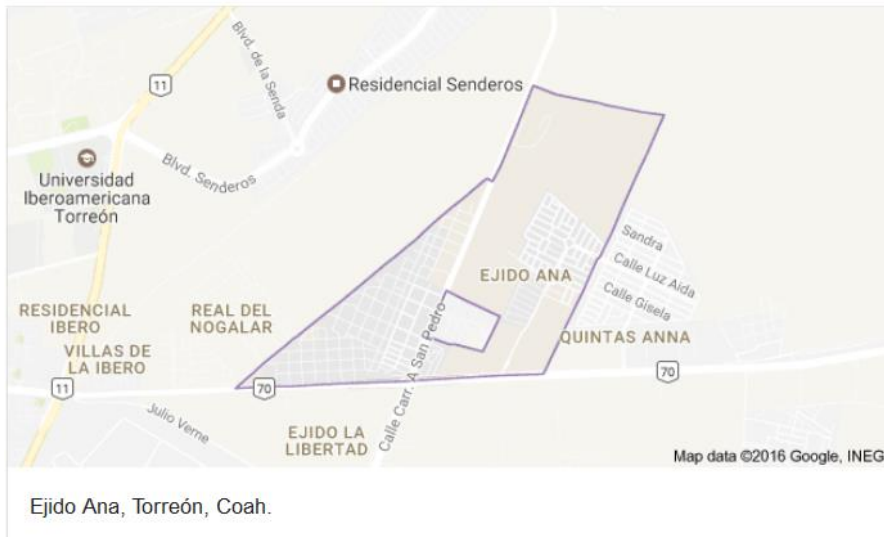 11
Residencial Senderos
Blvd. de la Senda
Blvd. Senderos
Universidad
Iberoamericana
Torreón
Sandra
Calle Luz Aida
Calle Gisela
EJIDO ANA
RESIDENCIAL
IBERO
REAL DEL
NOGALAR
VILLAS DE
LA IBERO
QUINTAS ANNA
Calle Carr. A San Pedro
11
70
70
Julio Verne
EJIDO LA
LIBERTAD
Map data ©2016 Google, INEG
Ejido Ana, Torreón, Coah.